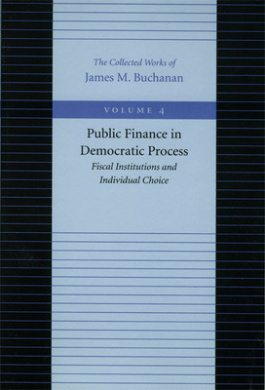 The Collected Works of
James M. Buchanan
VOLUME 4
Public Finance in
Democratic Process
Fiscal Institutions and
Individual Choice